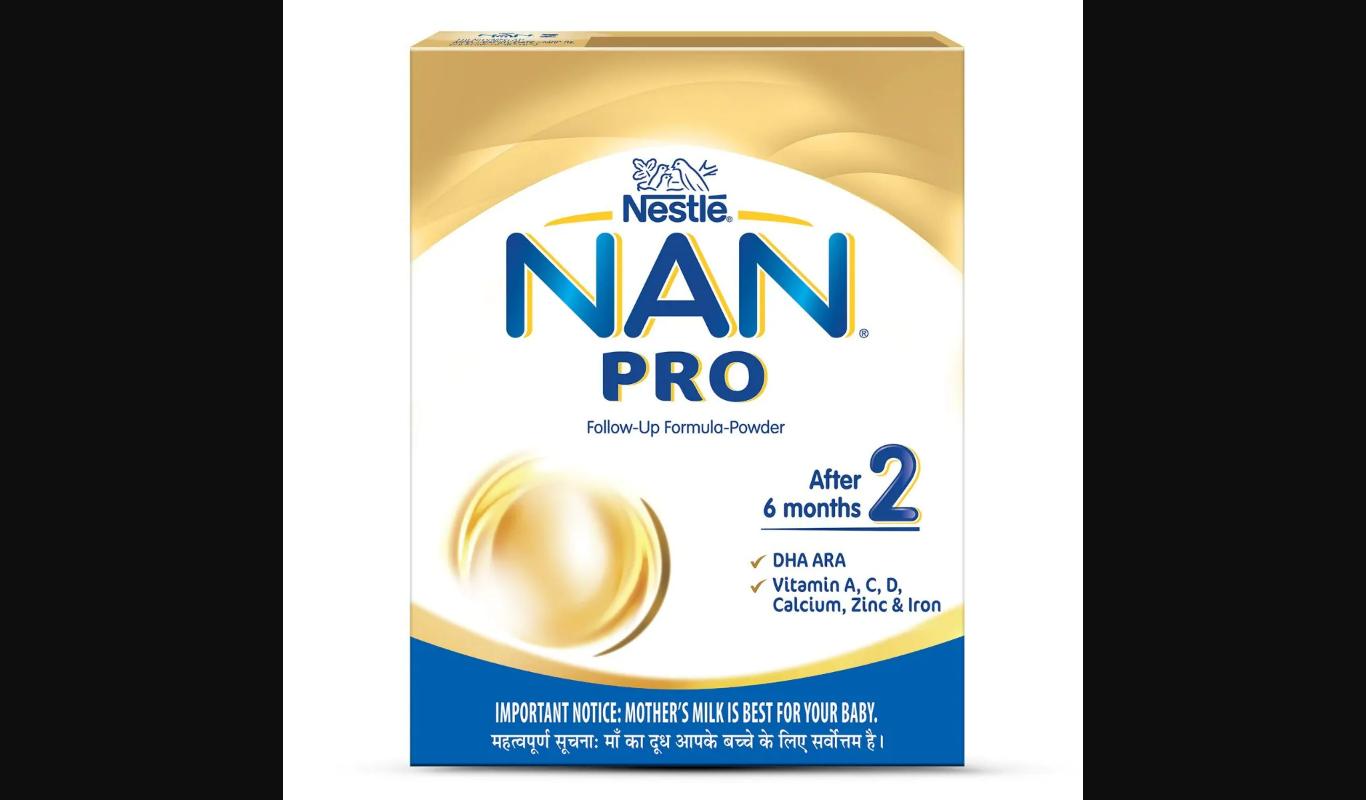 Nestlé®
NAN®
PRO
Follow-Up Formula-Powder
After
6 months 2
DHA ARA
Vitamin A, C, D,
Calcium, Zinc & Iron
IMPORTANT NOTICE: MOTHER'S MILK IS BEST FOR YOUR BABY.
महत्वपूर्ण सूचना: माँ का दूध आपके बच्चे के लिए सर्वोत्तम है।